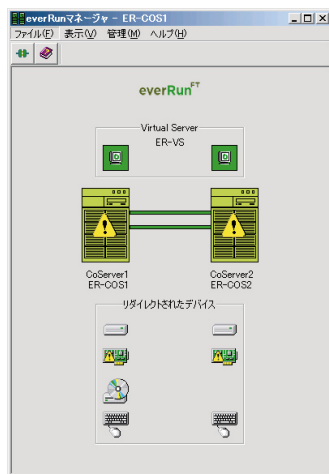 everRunマネージャ - ER-COS1
ファイル(F) 表示(V) 管理(M) ヘルプ(H)
everRunFT
Virtual Server
ER-VS
CoServer1 CoServer2
ER-COS1 ER-COS2
リダイレクトされたデバイス